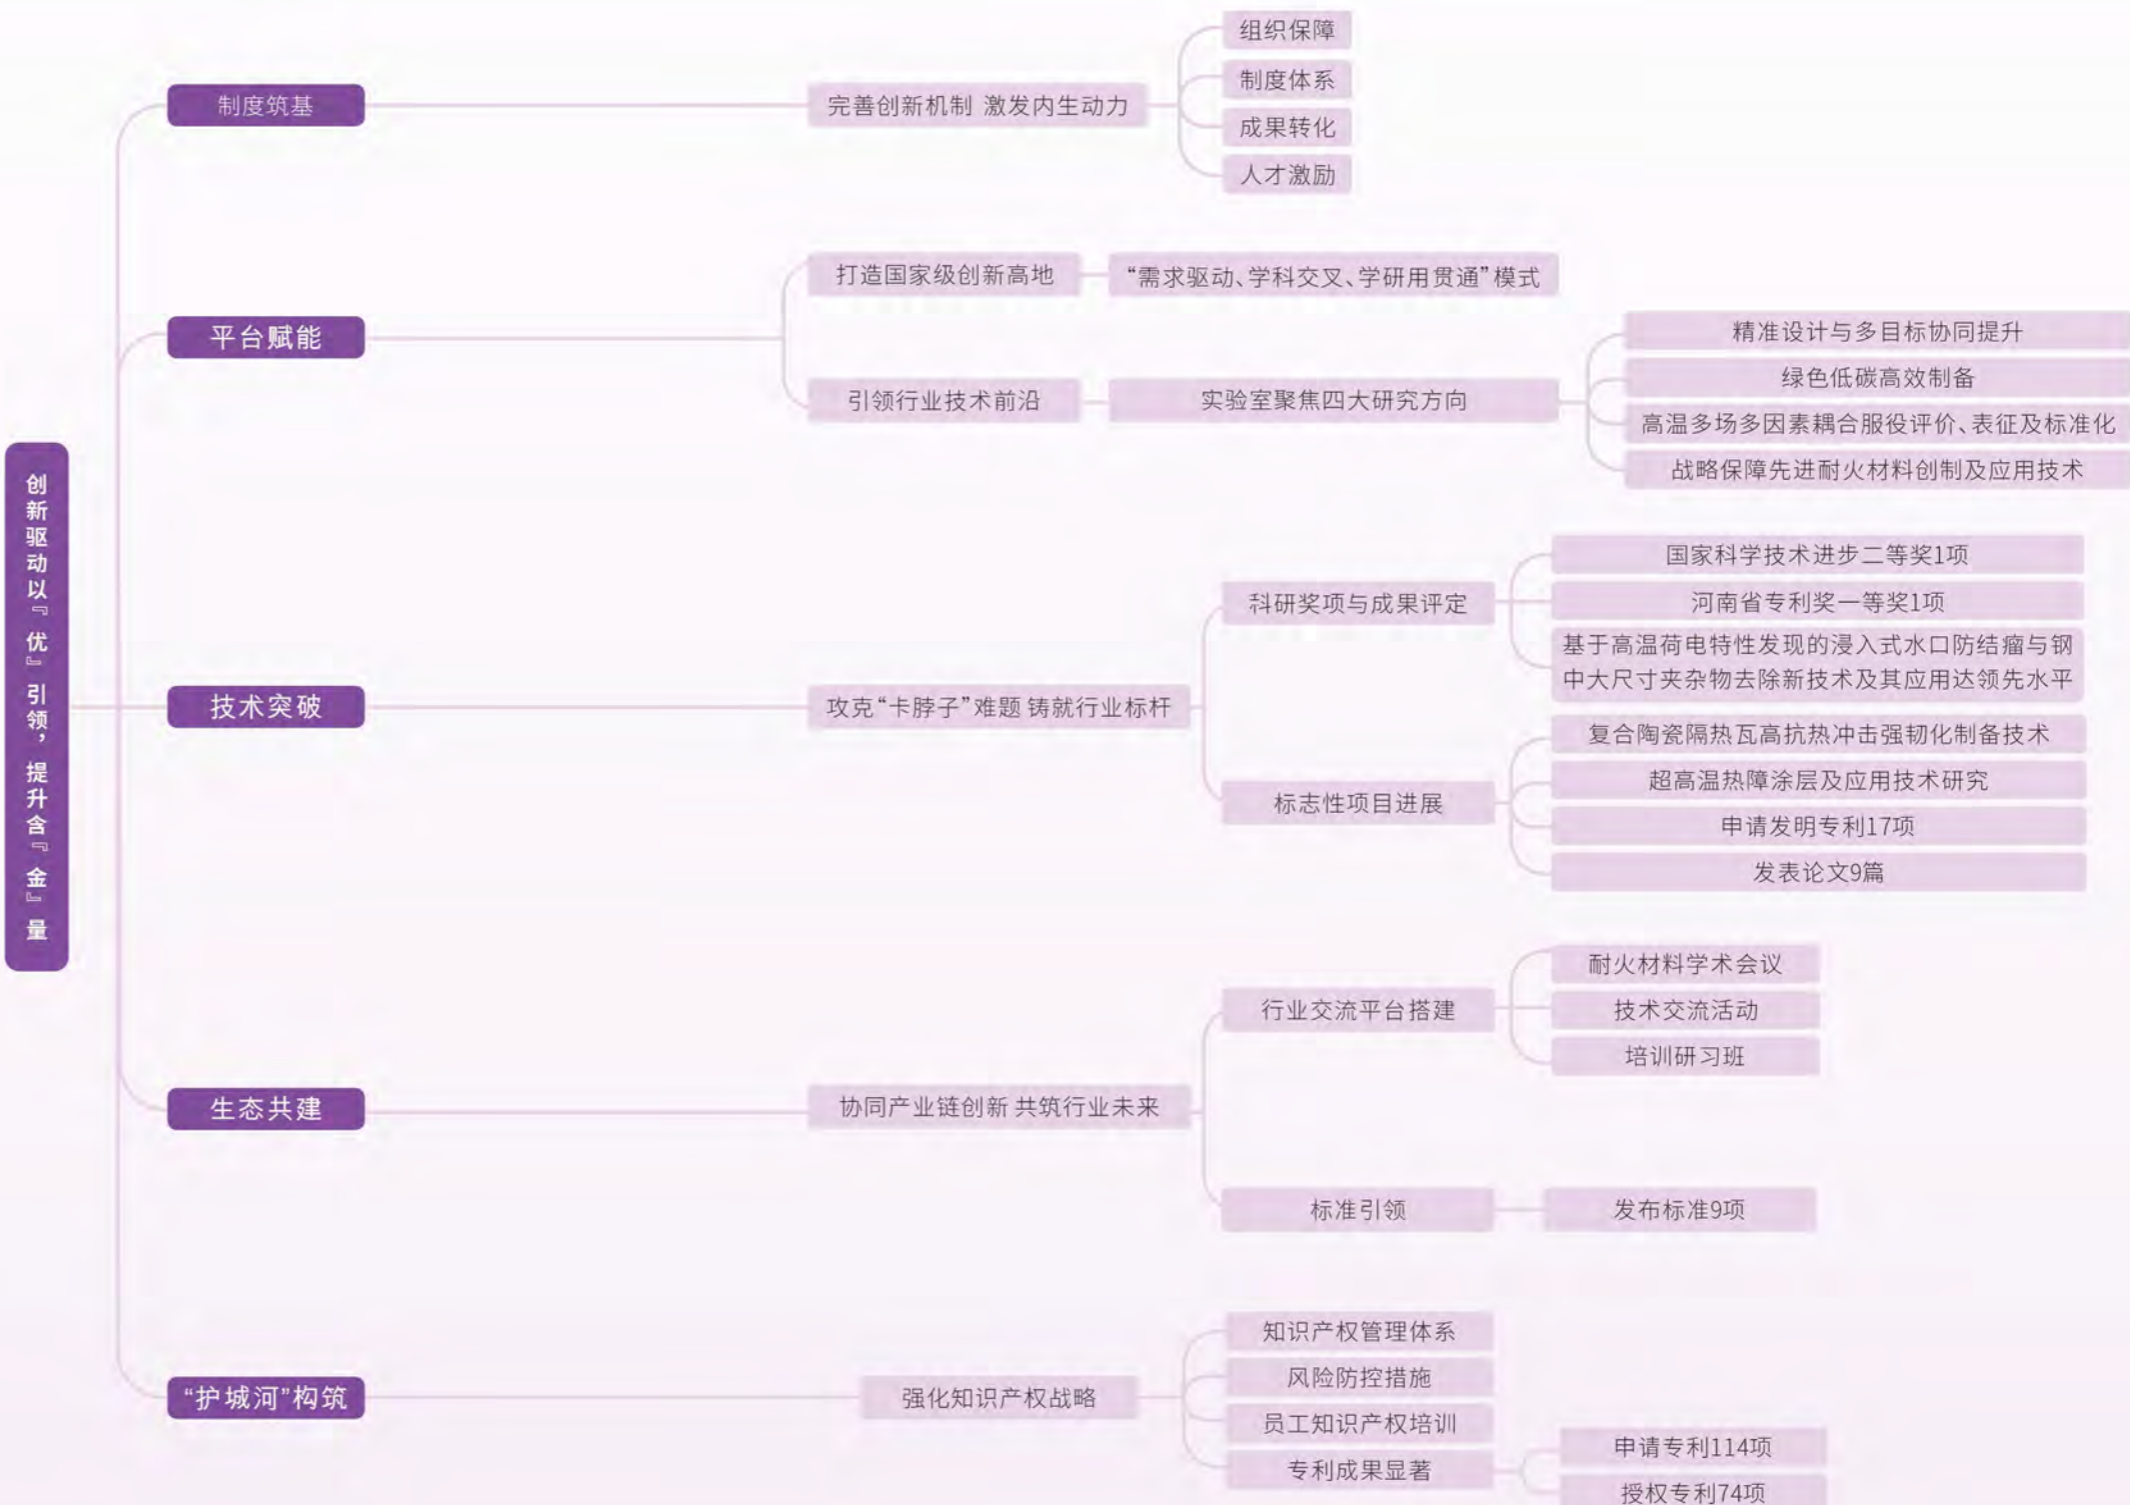 创新驱动以『优』引领，提升含『金』量
制度筑基
完善创新机制 激发内生动力
组织保障
制度体系
成果转化
人才激励
平台赋能
打造国家级创新高地
“需求驱动、学科交叉、学研用贯通”模式
引领行业技术前沿
实验室聚焦四大研究方向
精准设计与多目标协同提升
绿色低碳高效制备
高温多场多因素耦合服役评价、表征及标准化
战略保障先进耐火材料创制及应用技术
技术突破
攻克“卡脖子”难题 铸就行业标杆
科研奖项与成果评定
国家科学技术进步二等奖1项
河南省专利奖一等奖1项
基于高温荷电特性发现的浸入式水口防结瘤与钢
中大尺寸夹杂物去除新技术及其应用达领先水平
标志性项目进展
复合陶瓷隔热瓦高抗热冲击强韧化制备技术
超高温热障涂层及应用技术研究
申请发明专利17项
发表论文9篇
生态共建
协同产业链创新 共筑行业未来
行业交流平台搭建
耐火材料学术会议
技术交流活动
培训研习班
标准引领
发布标准9项
“护城河”构筑
强化知识产权战略
知识产权管理体系
风险防控措施
员工知识产权培训
专利成果显著
申请专利114项
授权专利74项